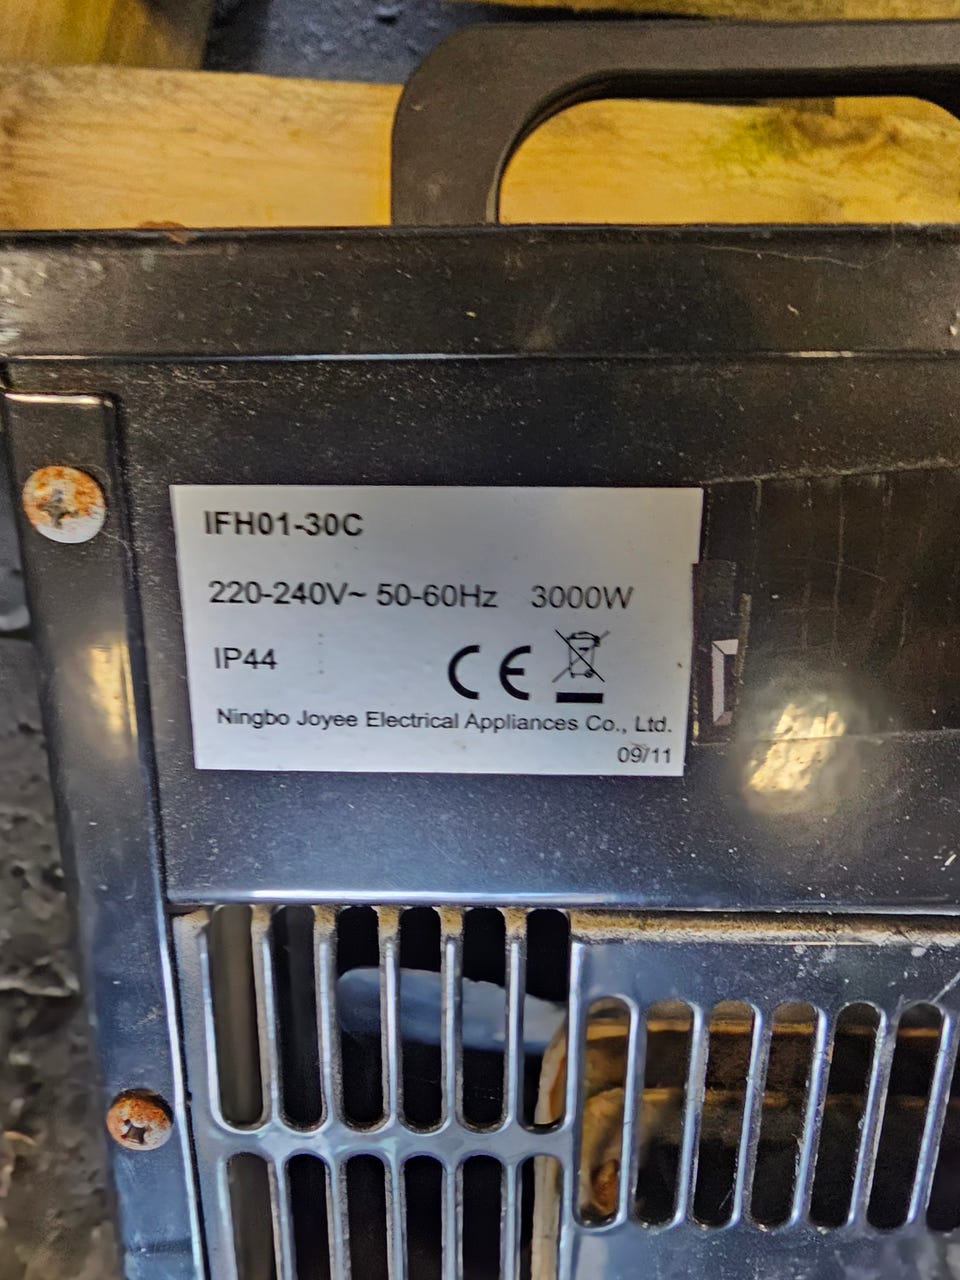 IFH01-30C
220-240V~ 50-60Hz 3000W
IP44
CE
Ningbo Joyee Electrical Appliances Co., Ltd.
09/11